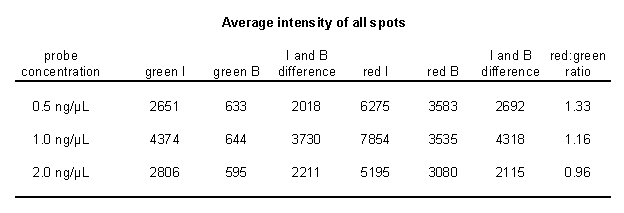 Average intensity of all spots
probe concentration green I green B I and B difference red I red B I and B difference red:green ratio
0.5 ng/µL 2651 633 2018 6275 3583 2692 1.33
1.0 ng/µL 4374 644 3730 7854 3535 4318 1.16
2.0 ng/µL 2806 595 2211 5195 3080 2115 0.96